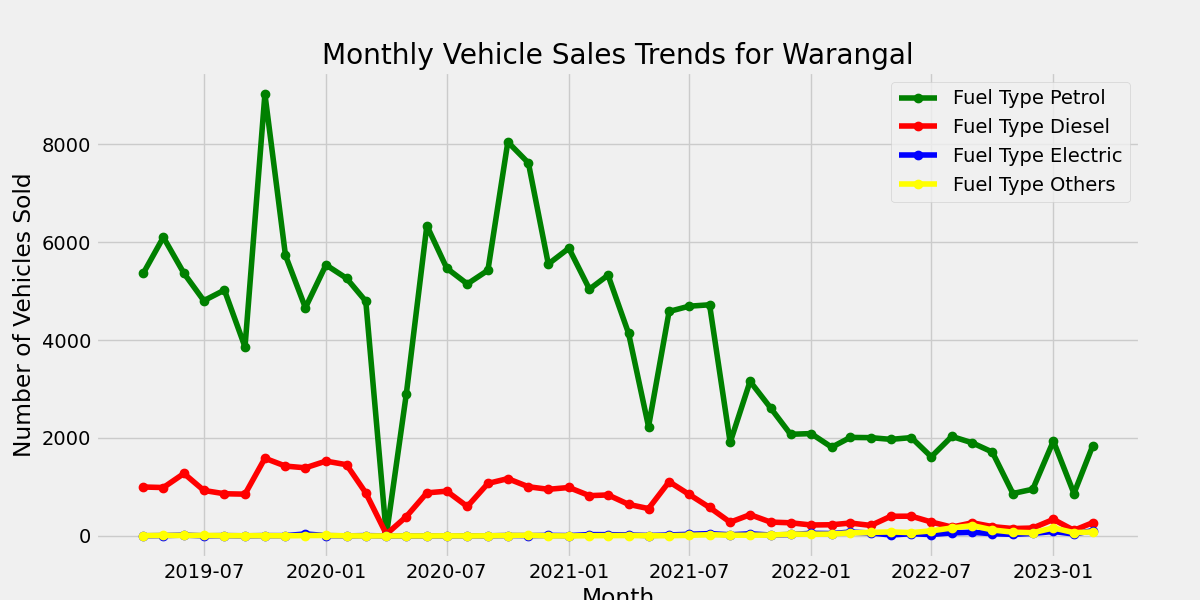 Monthly Vehicle Sales Trends for Warangal
Fuel Type Petrol
Fuel Type Diesel
Fuel Type Electric
Fuel Type Others
Number of Vehicles Sold
8000
6000
4000
2000
0
2019-07
2020-01
2020-07
2021-01
2021-07
2022-01
2022-07
2023-01
Month